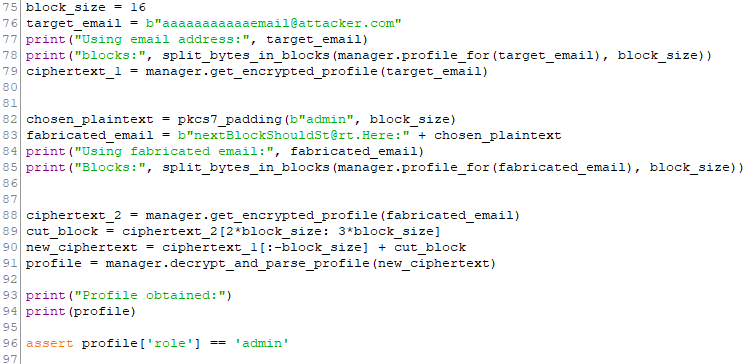 75 block_size = 16
76 target_email = b"aaaaaaaaaaaemail@attacker.com"
77 print("Using email address:", target_email)
78 print("blocks:", split_bytes_in_blocks(manager.profile_for(target_email), block_size))
79 ciphertext_1 = manager.get_encrypted_profile(target_email)
80
81
82 chosen_plaintext = pkcs7_padding(b"admin", block_size)
83 fabricated_email = b"nextBlockShouldSt@rt.Here:" + chosen_plaintext
84 print("Using fabricated email:", fabricated_email)
85 print("Blocks:", split_bytes_in_blocks(manager.profile_for(fabricated_email), block_size))
86
87
88 ciphertext_2 = manager.get_encrypted_profile(fabricated_email)
89 cut_block = ciphertext_2[2*block_size: 3*block_size]
90 new_ciphertext = ciphertext_1[:-block_size] + cut_block
91 profile = manager.decrypt_and_parse_profile(new_ciphertext)
92
93 print("Profile obtained:")
94 print(profile)
95
96 assert profile['role'] == 'admin'
97